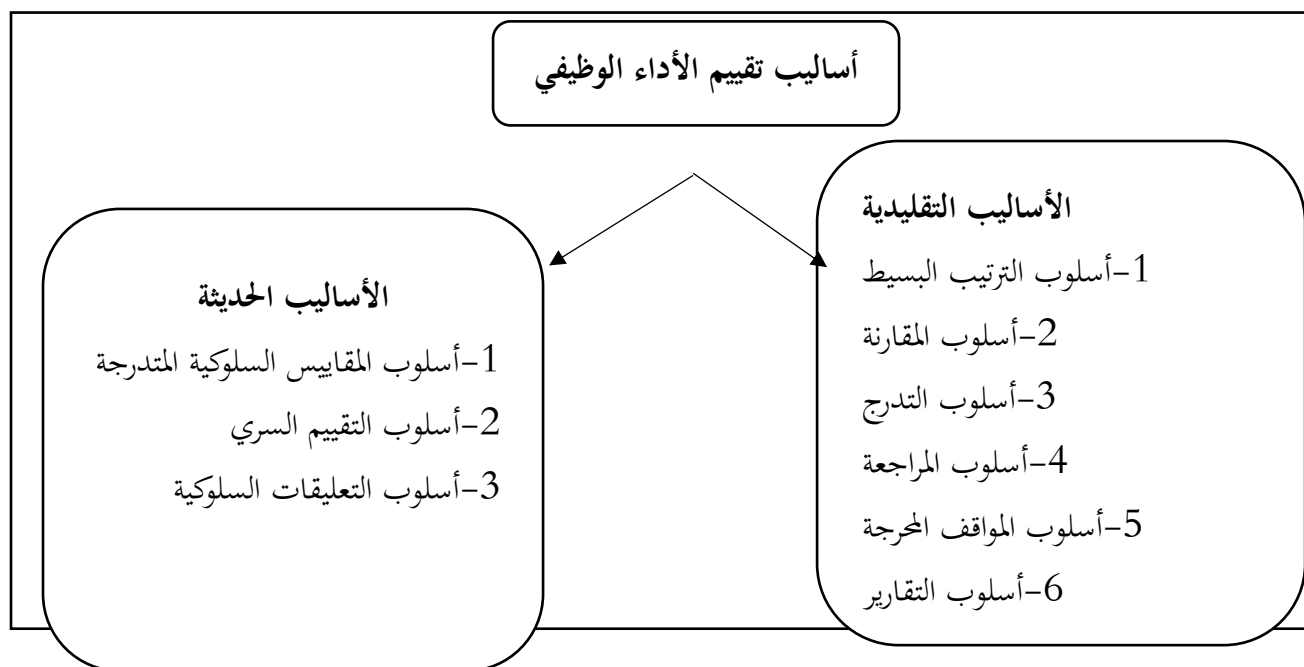 أساليب تقييم الأداء الوظيفي
الأساليب التقليدية
1-أسلوب الترتيب البسيط
2-أسلوب المقارنة
3-أسلوب التدرج
4-أسلوب المراجعة
5-أسلوب المواقف المحرجة
6-أسلوب التقارير
الأساليب الحديثة
1-أسلوب المقاييس السلوكية المتدرجة
2-أسلوب التقييم السري
3-أسلوب التعليقات السلوكية